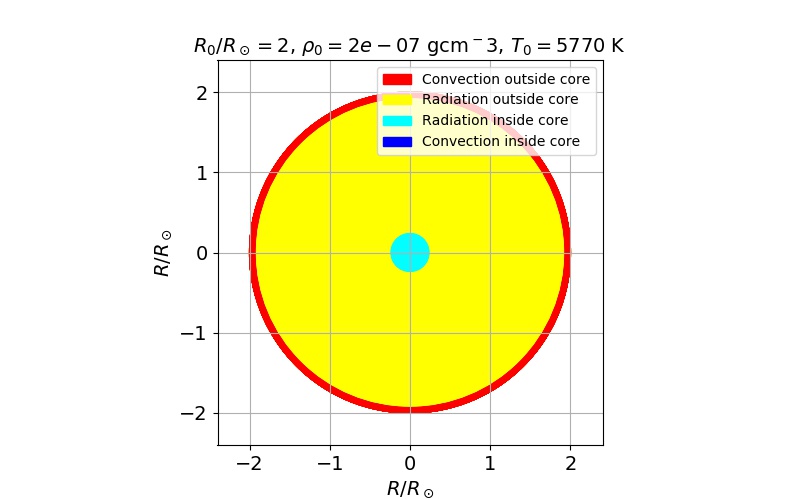 R₀/R☉ = 2, ρ₀ = 2e − 07 gcm⁻3, T₀ = 5770 K
Convection outside core
Radiation outside core
Radiation inside core
Convection inside core
2
1
0
−1
−2
R/R☉
−2
−1
0
1
2
R/R☉